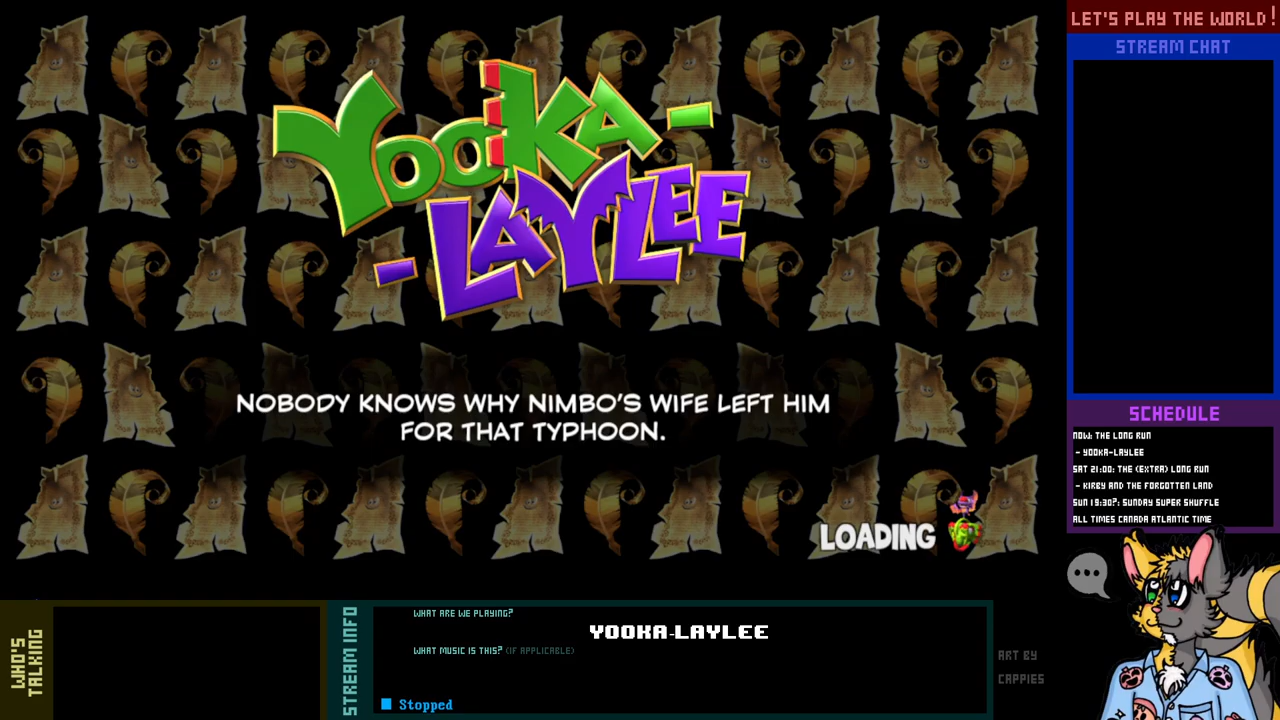 YOOKA-
-LAYLEE
NOBODY KNOWS WHY NIMBO'S WIFE LEFT HIM
FOR THAT TYPHOON.
LOADING
LET'S PLAY THE WORLD!
STREAM CHAT
SCHEDULE
NOW: THE LONG RUN
- YOOKA-LAYLEE
SAT 21:00: THE (EXTRA) LONG RUN
- KIRBY AND THE FORGOTTEN LAND
SUN 19:30?: SUNDAY SUPER SHUFFLE
ALL TIMES CANADA ATLANTIC TIME
WHO'S
TALKING
STREAM INFO
WHAT ARE WE PLAYING?
YOOKA-LAYLEE
WHAT MUSIC IS THIS? (IF APPLICABLE)
Stopped
ART BY
CAPPIES